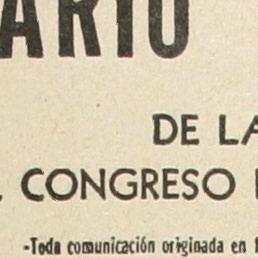 ARIO
DE LA
CONGRESO
-Toda comunicación originada en